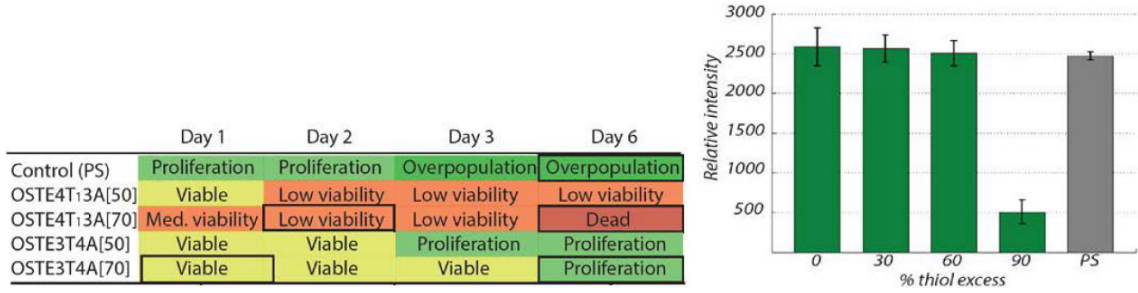 Day 1 Day 2 Day 3 Day 6
Control (PS) Proliferation Proliferation Overpopulation Overpopulation
OSTE4T₁3A[50] Viable Low viability Low viability Low viability
OSTE4T₁3A[70] Med. viability Low viability Low viability Dead
OSTE3T4A[50] Viable Viable Proliferation Proliferation
OSTE3T4A[70] Viable Viable Viable Proliferation
Relative intensity
3000
2500
2000
1500
1000
500
0 30 60 90 PS
% thiol excess